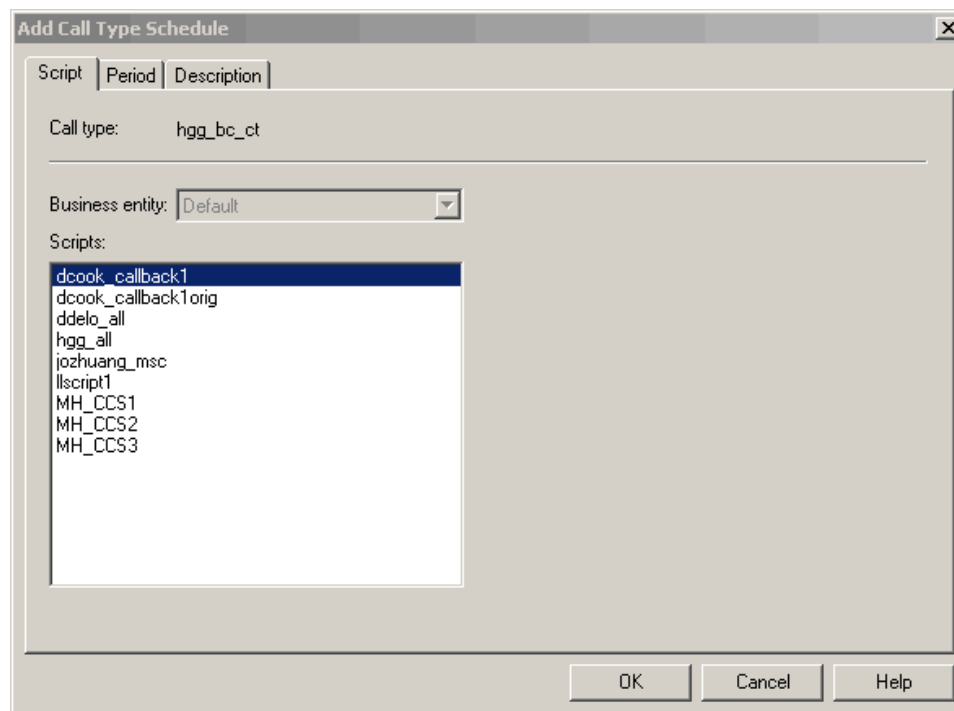 Add Call Type Schedule
Script Period Description
Call type: hgg_bc_ct
Business entity: Default
Scripts:
dcook_callback1
dcook_callback1orig
ddelo_all
hgg_all
jozhuang_msc
llscript1
MH_CCS1
MH_CCS2
MH_CCS3
OK Cancel Help